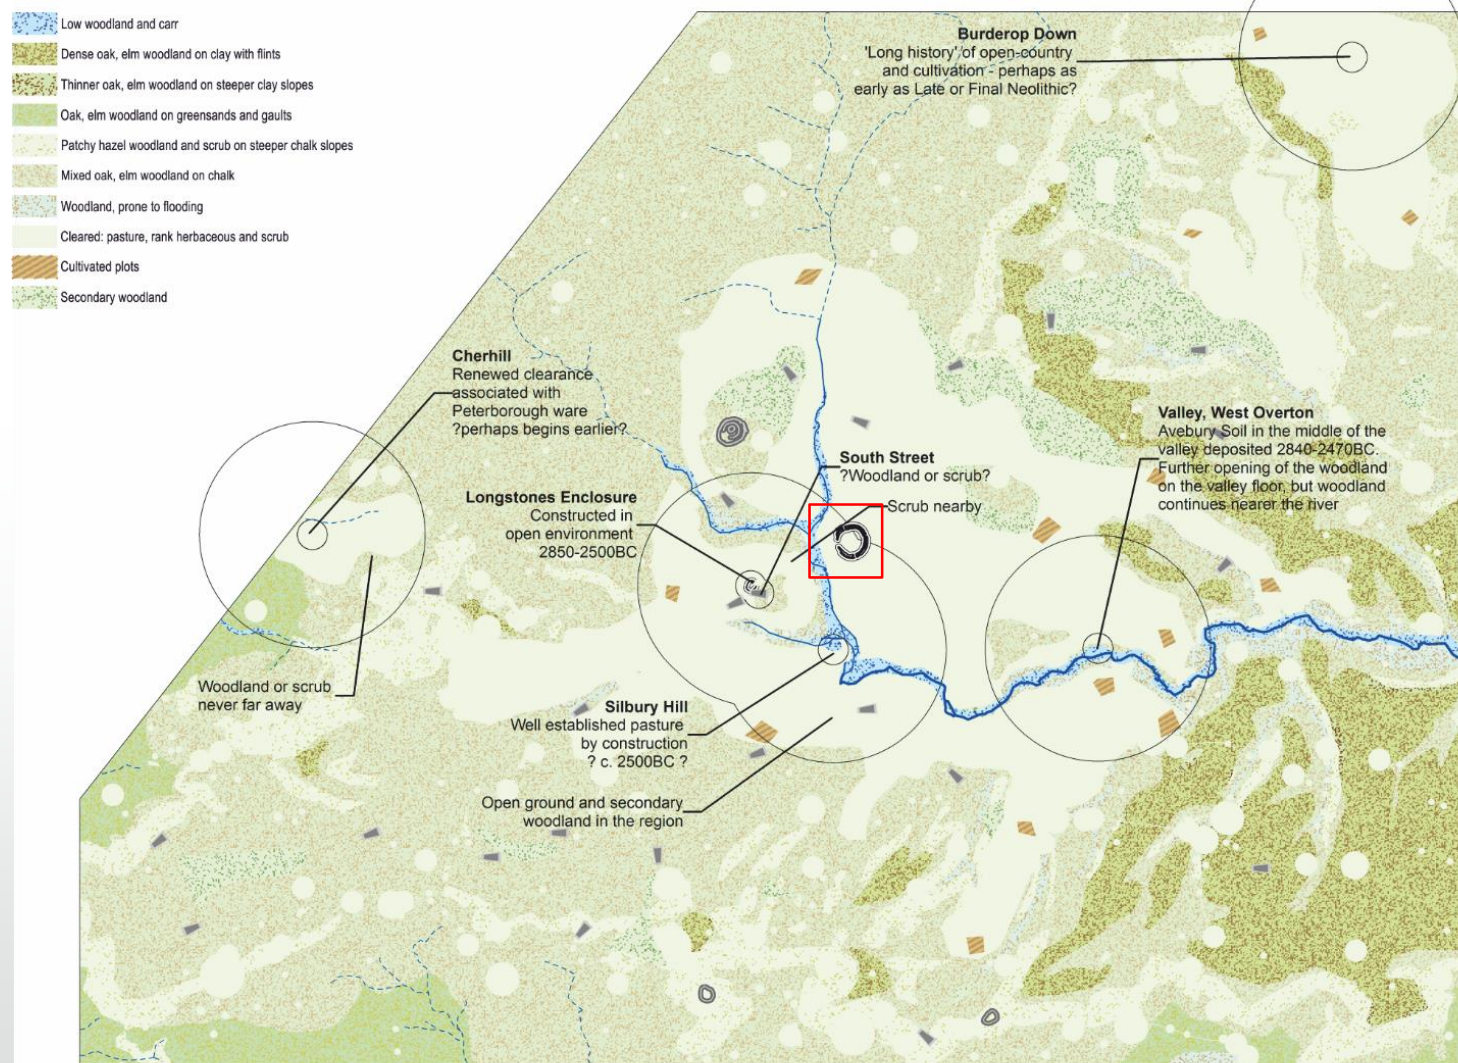 Low woodland and carr
Dense oak, elm woodland on clay with flints
Thinner oak, elm woodland on steeper clay slopes
Oak, elm woodland on greensands and gaults
Patchy hazel woodland and scrub on steeper chalk slopes
Mixed oak, elm woodland on chalk
Woodland, prone to flooding
Cleared: pasture, rank herbaceous and scrub
Cultivated plots
Secondary woodland
Burderop Down
'Long history' of open-country
and cultivation - perhaps as
early as Late or Final Neolithic?
Cherhill
Renewed clearance
associated with
Peterborough ware
?perhaps begins earlier?
Valley, West Overton
Avebury Soil in the middle of the
valley deposited 2840-2470BC.
Further opening of the woodland
on the valley floor, but woodland
continues nearer the river
South Street
?Woodland or scrub?
Scrub nearby
Longstones Enclosure
Constructed in
open environment
2850-2500BC
Woodland or scrub
never far away
Silbury Hill
Well established pasture
by construction
? c. 2500BC ?
Open ground and secondary
woodland in the region